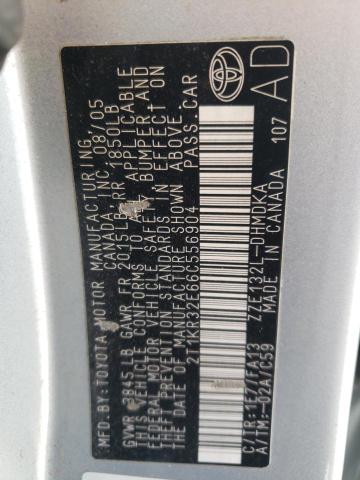 MFD.BY:TOYOTA MOTOR MANUFACTURING
CANADA, INC. 08/05
GVWR 3845LB GAWR FR 2015LB RR 1850LB
THIS VEHICLE CONFORMS TO ALL APPLICABLE
FEDERAL MOTOR VEHICLE SAFETY, BUMPER AND
THEFT PREVENTION STANDARDS IN EFFECT ON
THE DATE OF MANUFACTURE SHOWN ABOVE.
2T1KR32E66C556904 PASS.CAR
C/TR:1E7/FA13 ZZE132L-DHMDKA
A/TM:-02A/C59 MADE IN CANADA 107
TOYOTA
AD